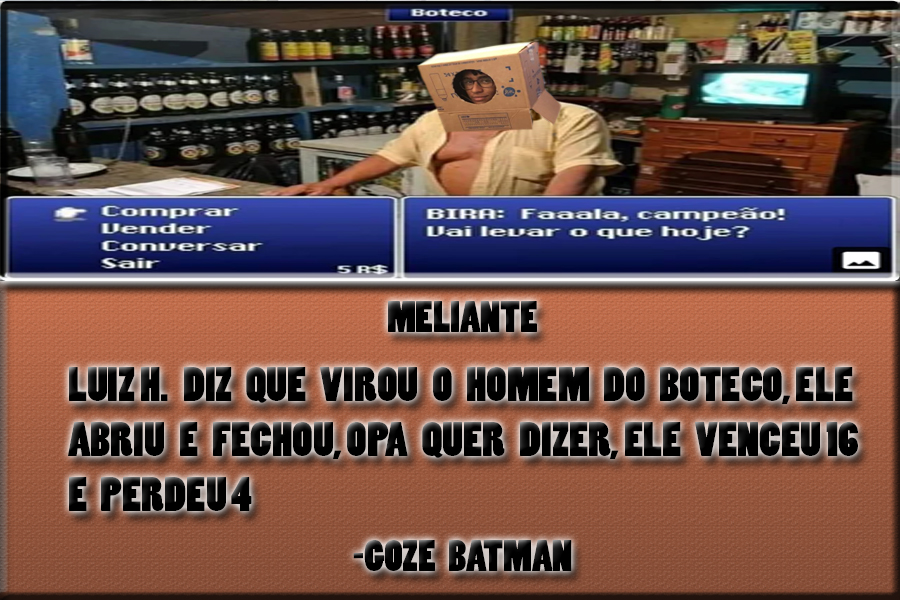 Boteco
Comprar
Vender
Conversar
Sair
5 R$
BIRA: Faaala, campeão!
Vai levar o que hoje?
MELIANTE
LUIZ H. DIZ QUE VIROU O HOMEM DO BOTECO, ELE
ABRIU E FECHOU, OPA QUER DIZER, ELE VENCEU 16
E PERDEU 4
-GOZE BATMAN